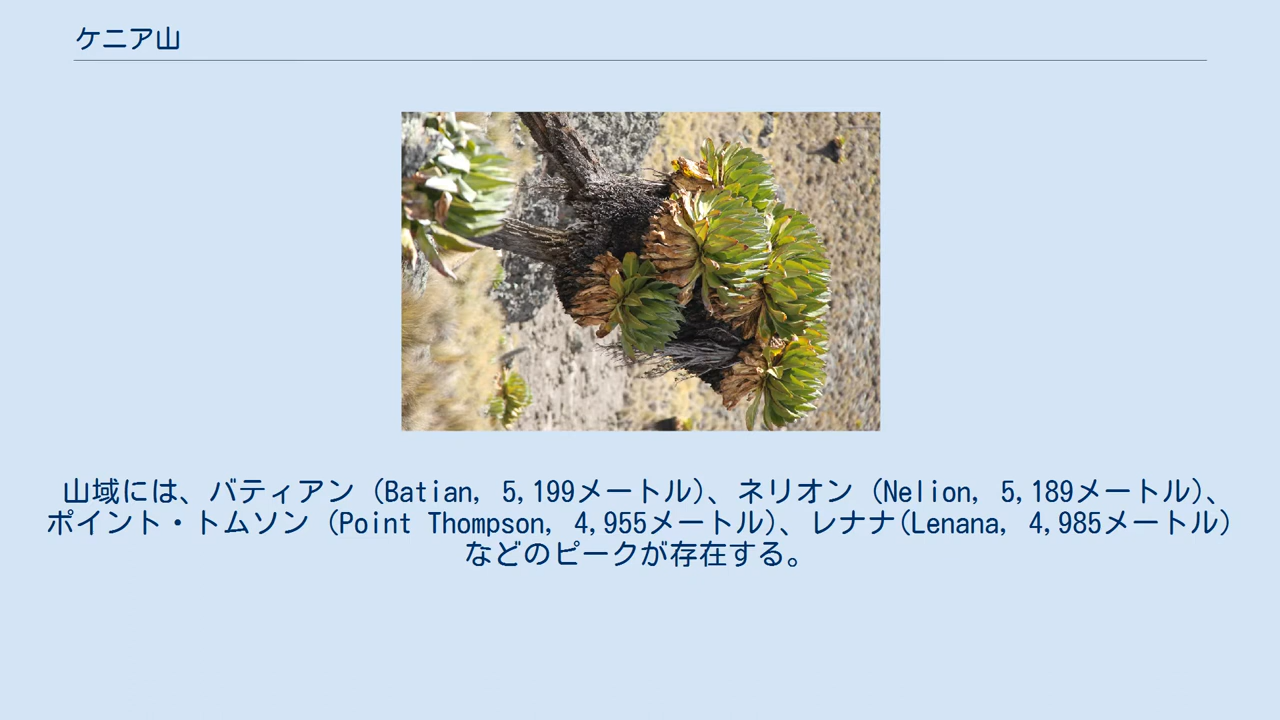 ケニア山
山域には、バティアン (Batian, 5,199メートル)、ネリオン (Nelion, 5,189メートル)、
ポイント・トムソン (Point Thompson, 4,955メートル)、レナナ(Lenana, 4,985メートル)
などのピークが存在する。